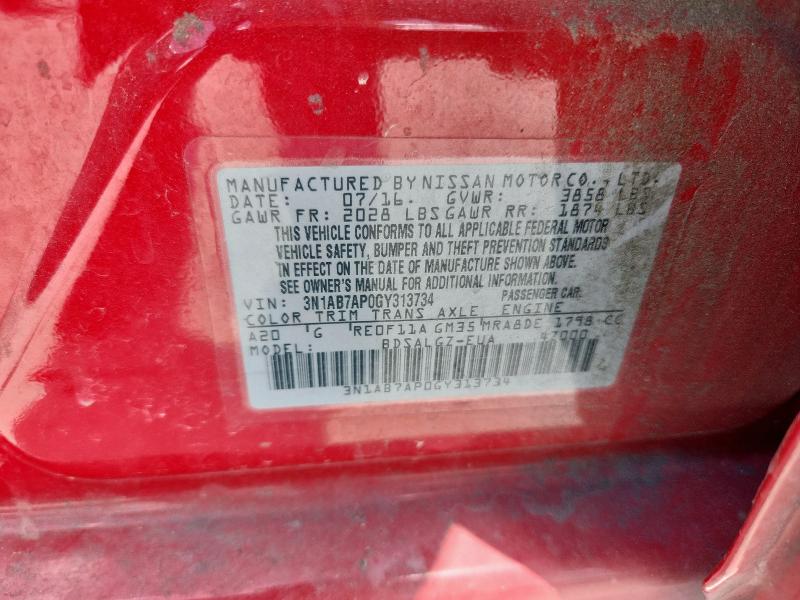 MANUFACTURED BY NISSAN MOTOR CO., LTD.
DATE: 07/16. GVWR: 3858 LBS
GAWR FR: 2028 LBS GAWR RR: 1874 LBS
THIS VEHICLE CONFORMS TO ALL APPLICABLE FEDERAL MOTOR
VEHICLE SAFETY, BUMPER AND THEFT PREVENTION STANDARDS
IN EFFECT ON THE DATE OF MANUFACTURE SHOWN ABOVE.
SEE OWNER'S MANUAL FOR ADDITIONAL INFORMATION.
VIN: 3N1AB7AP0GY313734 PASSENGER CAR.
COLOR TRIM TRANS AXLE ENGINE
A20 G RE0F11A GM35 MRA8DE 1798 CC
MODEL: BDSALGZ-EUA 47000
3N1AB7AP0GY313734